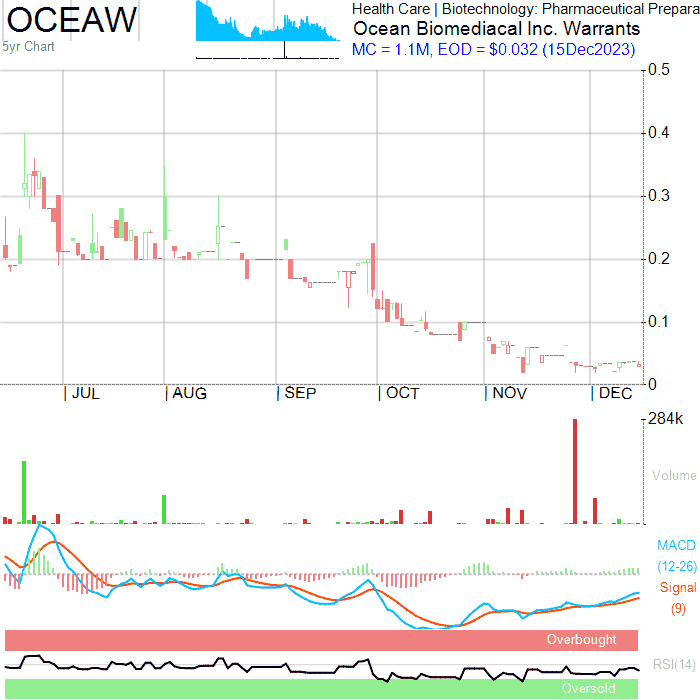 OCEAW
5yr Chart
Health Care | Biotechnology: Pharmaceutical Prepara
Ocean Biomediacal Inc. Warrants
MC = 1.1M, EOD = $0.032 (15Dec2023)
0.5
0.4
0.3
0.2
0.1
0
| JUL | AUG | SEP | OCT | NOV | DEC
284k
Volume
MACD
(12-26)
Signal
(9)
Overbought
RSI(14)
Oversold